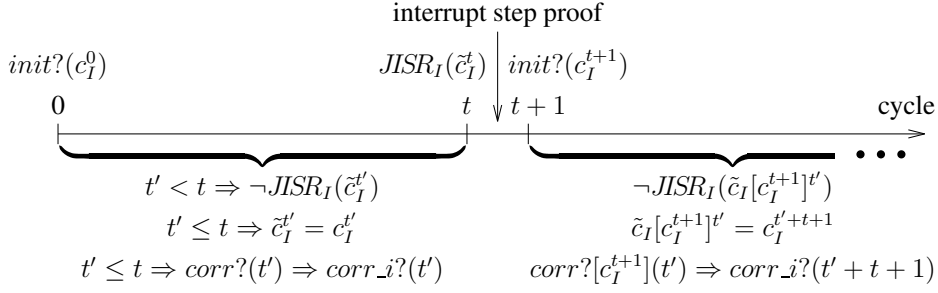 interrupt step proof
init?(c_I^0) JISR_I(c̃_I^t) init?(c_I^{t+1})
0 t t + 1 cycle
t′ < t ⇒ ¬JISR_I(c̃_I^{t′}) ¬JISR_I(c̃_I[c_I^{t+1}]^{t′})
t′ ≤ t ⇒ c̃_I^{t′} = c_I^{t′} c̃_I[c_I^{t+1}]^{t′} = c_I^{t′+t+1}
t′ ≤ t ⇒ corr?(t′) ⇒ corr_i?(t′) corr?[c_I^{t+1}](t′) ⇒ corr_i?(t′ + t + 1)